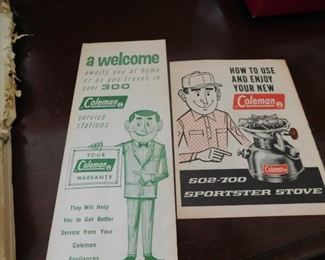 a welcome
awaits you at home
or as you travel, in
over 300
Coleman
service
stations
YOUR
Coleman
WARRANTY
They Will Help
You to Get Better
Service from Your
Coleman
Appliances
HOW TO USE
AND ENJOY
YOUR NEW
Coleman
Coleman
502-700
SPORTSTER STOVE